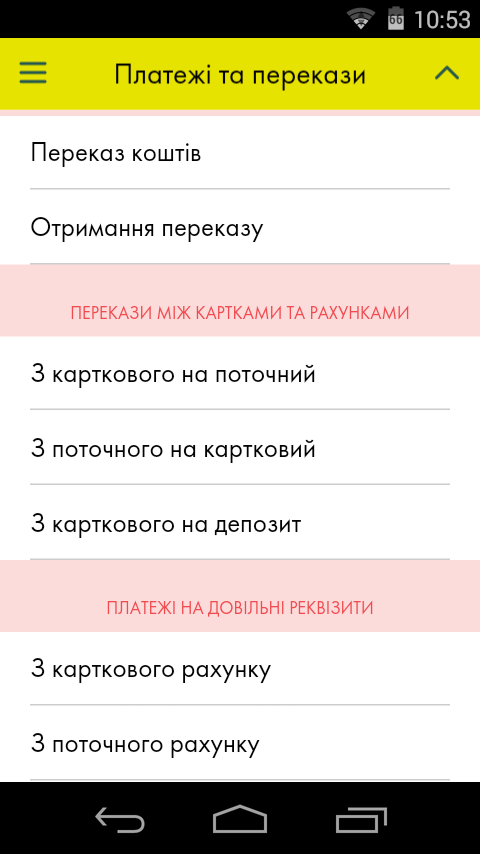 66 10:53
Платежі та перекази
Переказ коштів
Отримання переказу
ПЕРЕКАЗИ МІЖ КАРТКАМИ ТА РАХУНКАМИ
З карткового на поточний
З поточного на картковий
З карткового на депозит
ПЛАТЕЖІ НА ДОВІЛЬНІ РЕКВІЗИТИ
З карткового рахунку
З поточного рахунку